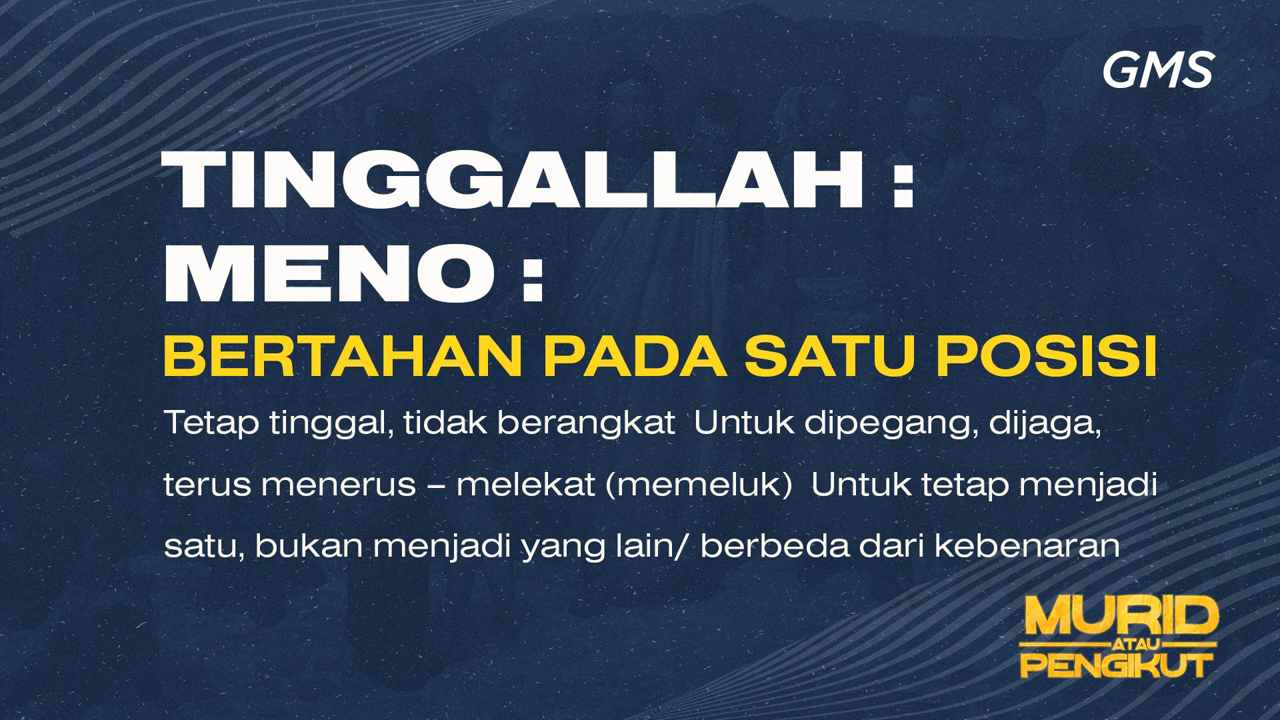 GMS
TINGGALLAH :
MENO :
BERTAHAN PADA SATU POSISI
Tetap tinggal, tidak berangkat  Untuk dipegang, dijaga,
terus menerus – melekat (memeluk)  Untuk tetap menjadi
satu, bukan menjadi yang lain/ berbeda dari kebenaran
MURID
ATAU
PENGIKUT